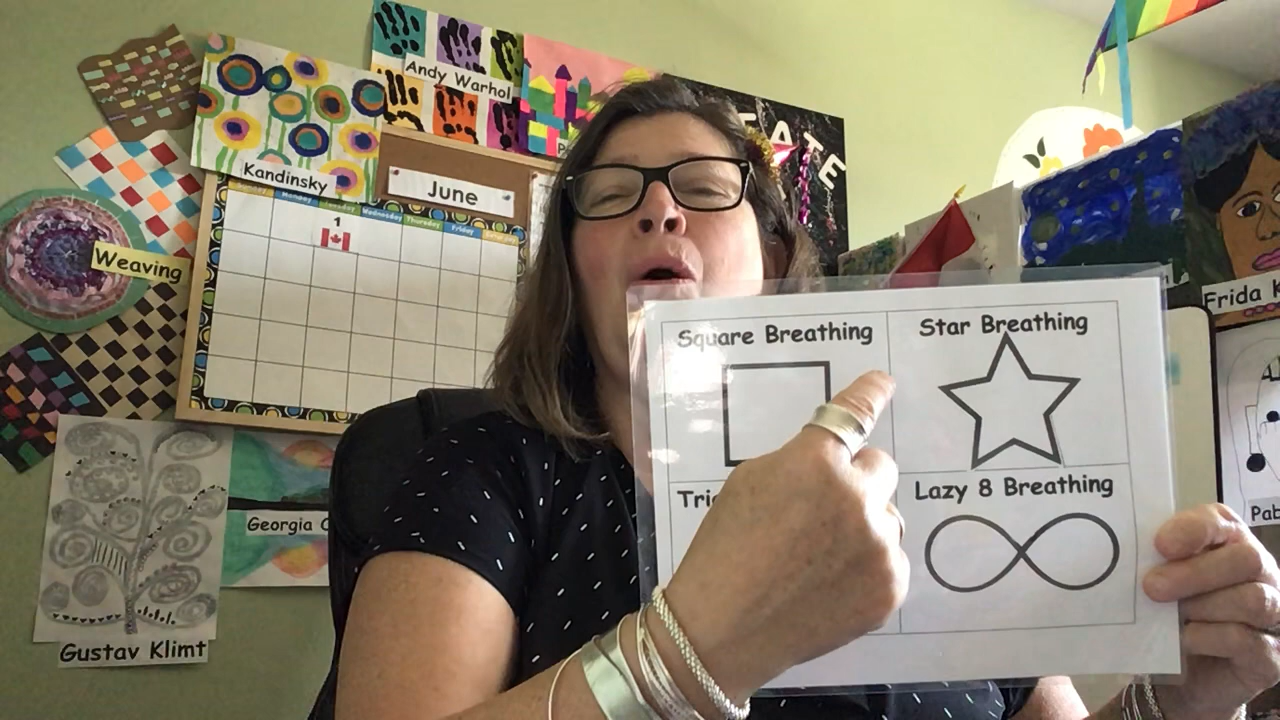 Andy Warhol
Kandinsky
June
Monday
Wednesday
Thursday
Friday
1
Weaving
Georgia
Gustav Klimt
Frida
Square Breathing
Star Breathing
Lazy 8 Breathing